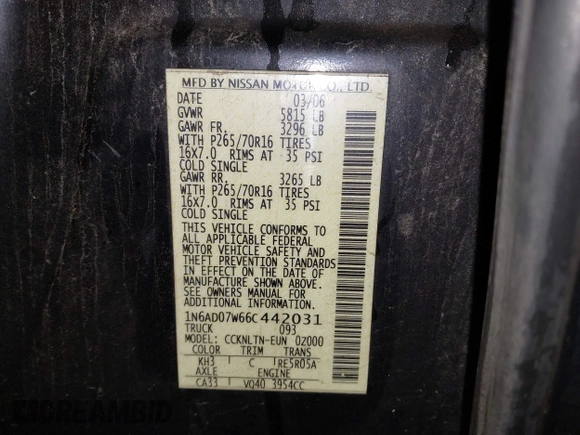 MFD BY NISSAN MOTOR CO., LTD.
DATE 03/06
GVWR 5815 LB
GAWR FR. 3296 LB
WITH P265/70R16 TIRES
16X7.0 RIMS AT 35 PSI
COLD SINGLE
GAWR RR. 3265 LB
WITH P265/70R16 TIRES
16X7.0 RIMS AT 35 PSI
COLD SINGLE
THIS VEHICLE CONFORMS TO
ALL APPLICABLE FEDERAL
MOTOR VEHICLE SAFETY AND
THEFT PREVENTION STANDARDS
IN EFFECT ON THE DATE OF
MANUFACTURE SHOWN ABOVE.
SEE OWNERS MANUAL FOR
ADDITIONAL INFORMATION.
1N6AD07W66C442031
TRUCK 093
MODEL: CCKNLTN-EUN 02000
COLOR TRIM TRANS
KH3 C RE5R05A
AXLE ENGINE
CA33 VQ40 3954CC
DREAMBID